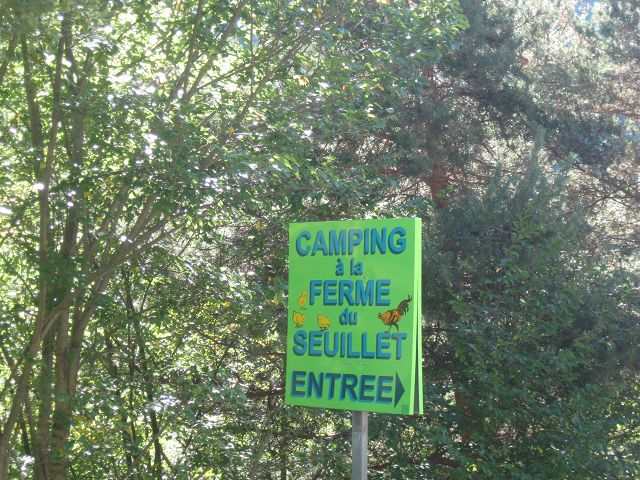 CAMPING
à la
FERME
du
SEUILLET
ENTREE